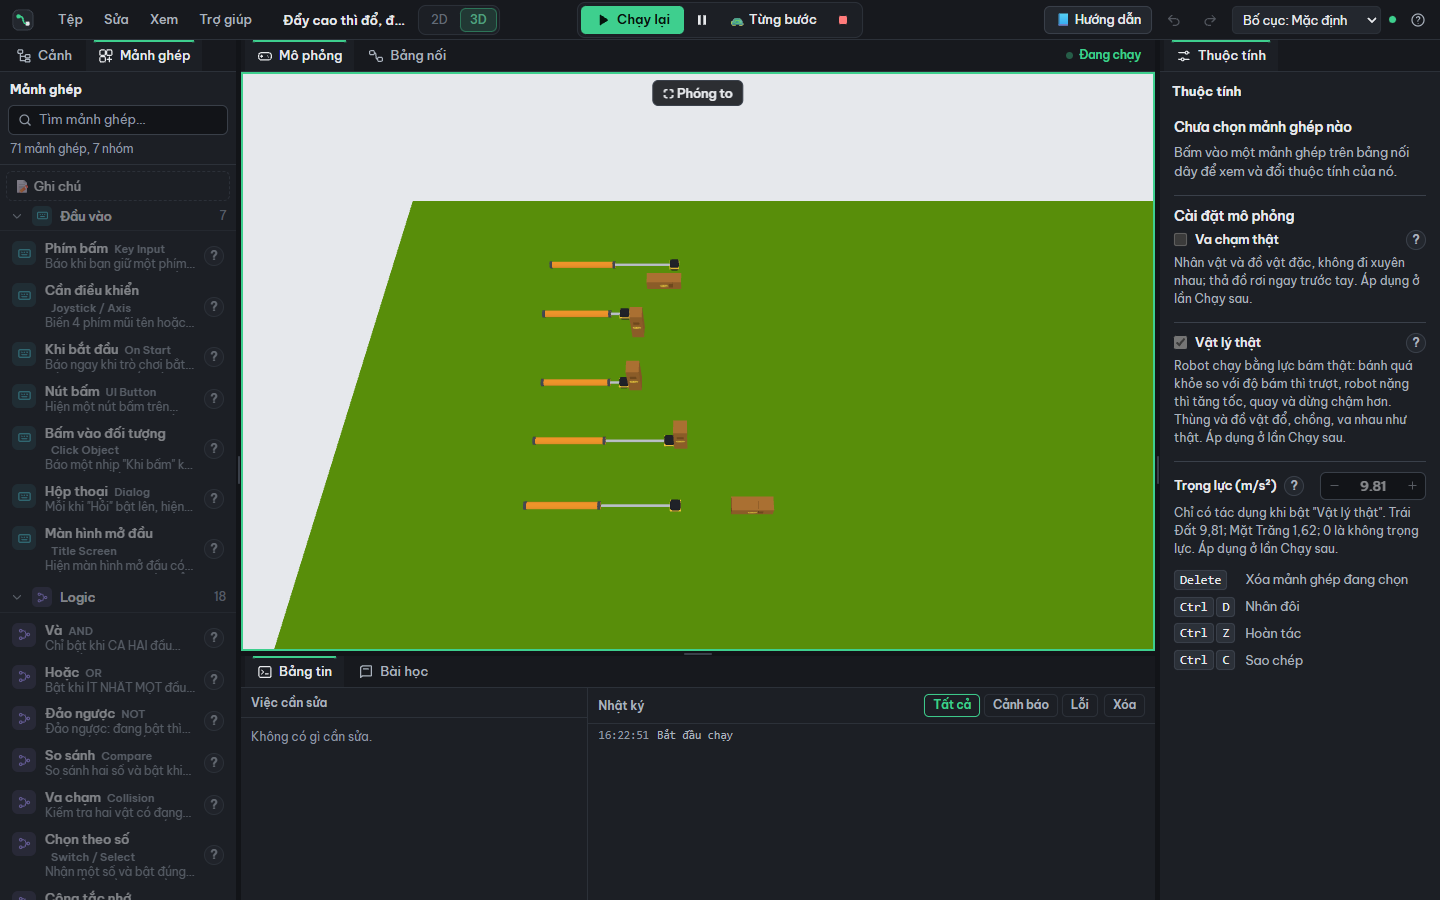 Tệp
Sửa
Xem
Trợ giúp
Đẩy cao thì đổ, đ...
2D
3D
Chạy lại
Từng bước
Hướng dẫn
Bố cục: Mặc định
Cảnh
Mảnh ghép
Mảnh ghép
Tìm mảnh ghép...
71 mảnh ghép, 7 nhóm
Ghi chú
Đầu vào
7
Phím bấm Key Input
Báo khi bạn giữ một phím...
?
Cần điều khiển
Joystick / Axis
Biến 4 phím mũi tên hoặc...
?
Khi bắt đầu On Start
Báo ngay khi trò chơi bắt...
?
Nút bấm UI Button
Hiện một nút bấm trên...
?
Bấm vào đối tượng
Click Object
Báo một nhịp "Khi bấm" k...
?
Hộp thoại Dialog
Mỗi khi "Hỏi" bật lên, hiện...
?
Màn hình mở đầu
Title Screen
Hiện màn hình mở đầu có...
?
Logic
18
Và AND
Chỉ bật khi CẢ HAI đầu...
?
Hoặc OR
Bật khi ÍT NHẤT MỘT đầu...
?
Đảo ngược NOT
Đảo ngược: đang bật thì...
?
So sánh Compare
So sánh hai số và bật khi...
?
Va chạm Collision
Kiểm tra hai vật có đang...
?
Chọn theo số
Switch / Select
Nhận một số và bật đúng...
?
Công tắc nhớ
Mô phỏng
Bảng nối
Đang chạy
Phóng to
Bảng tin
Bài học
Việc cần sửa
Không có gì cần sửa.
Nhật ký
Tất cả
Cảnh báo
Lỗi
Xóa
16:22:51 Bắt đầu chạy
Thuộc tính
Thuộc tính
Chưa chọn mảnh ghép nào
Bấm vào một mảnh ghép trên bảng nối
dây để xem và đổi thuộc tính của nó.
Cài đặt mô phỏng
Va chạm thật
?
Nhân vật và đồ vật đặc, không đi xuyên
nhau; thả đồ rơi ngay trước tay. Áp dụng ở
lần Chạy sau.
Vật lý thật
?
Robot chạy bằng lực bám thật: bánh quá
khỏe so với độ bám thì trượt, robot nặng
thì tăng tốc, quay và dừng chậm hơn.
Thùng và đồ vật đổ, chồng, va nhau như
thật. Áp dụng ở lần Chạy sau.
Trọng lực (m/s²)
?
− 9.81 +
Chỉ có tác dụng khi bật "Vật lý thật". Trái
Đất 9,81; Mặt Trăng 1,62; 0 là không trọng
lực. Áp dụng ở lần Chạy sau.
Delete Xóa mảnh ghép đang chọn
Ctrl D Nhân đôi
Ctrl Z Hoàn tác
Ctrl C Sao chép